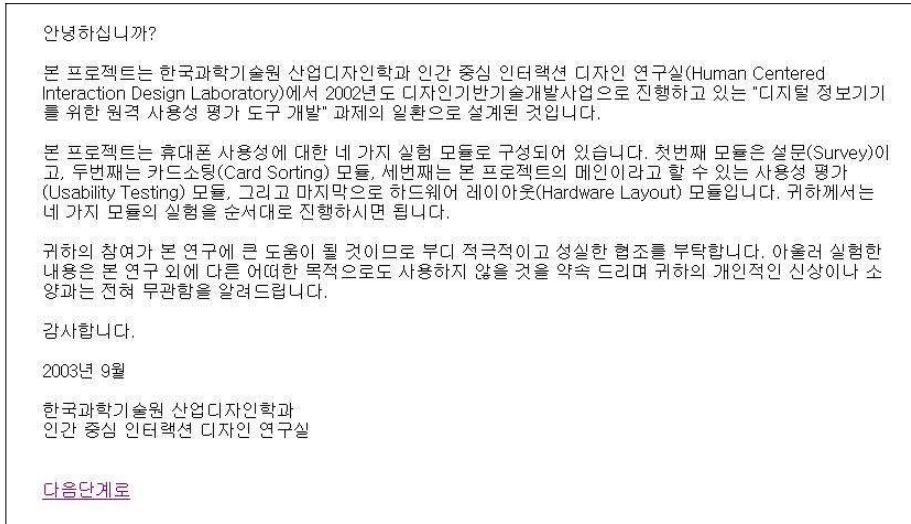 안녕하십니까?
본 프로젝트는 한국과학기술원 산업디자인학과 인간 중심 인터랙션 디자인 연구실(Human Centered
Interaction Design Laboratory)에서 2002년도 디자인기반기술개발사업으로 진행하고 있는 "디지털 정보기기
를 위한 원격 사용성 평가 도구 개발" 과제의 일환으로 설계된 것입니다.
본 프로젝트는 휴대폰 사용성에 대한 네 가지 실험 모듈로 구성되어 있습니다. 첫번째 모듈은 설문(Survey)이
고, 두번째는 카드소팅(Card Sorting) 모듈, 세번째는 본 프로젝트의 메인이라고 할 수 있는 사용성 평가
(Usability Testing) 모듈, 그리고 마지막으로 하드웨어 레이아웃(Hardware Layout) 모듈입니다. 귀하께서는
네 가지 모듈의 실험을 순서대로 진행하시면 됩니다.
귀하의 참여가 본 연구에 큰 도움이 될 것이므로 부디 적극적이고 성실한 협조를 부탁합니다. 아울러 실험한
내용은 본 연구 외에 다른 어떠한 목적으로도 사용하지 않을 것을 약속 드리며 귀하의 개인적인 신상이나 소
양과는 전혀 무관함을 알려드립니다.
감사합니다.
2003년 9월
한국과학기술원 산업디자인학과
인간 중심 인터랙션 디자인 연구실
다음단계로